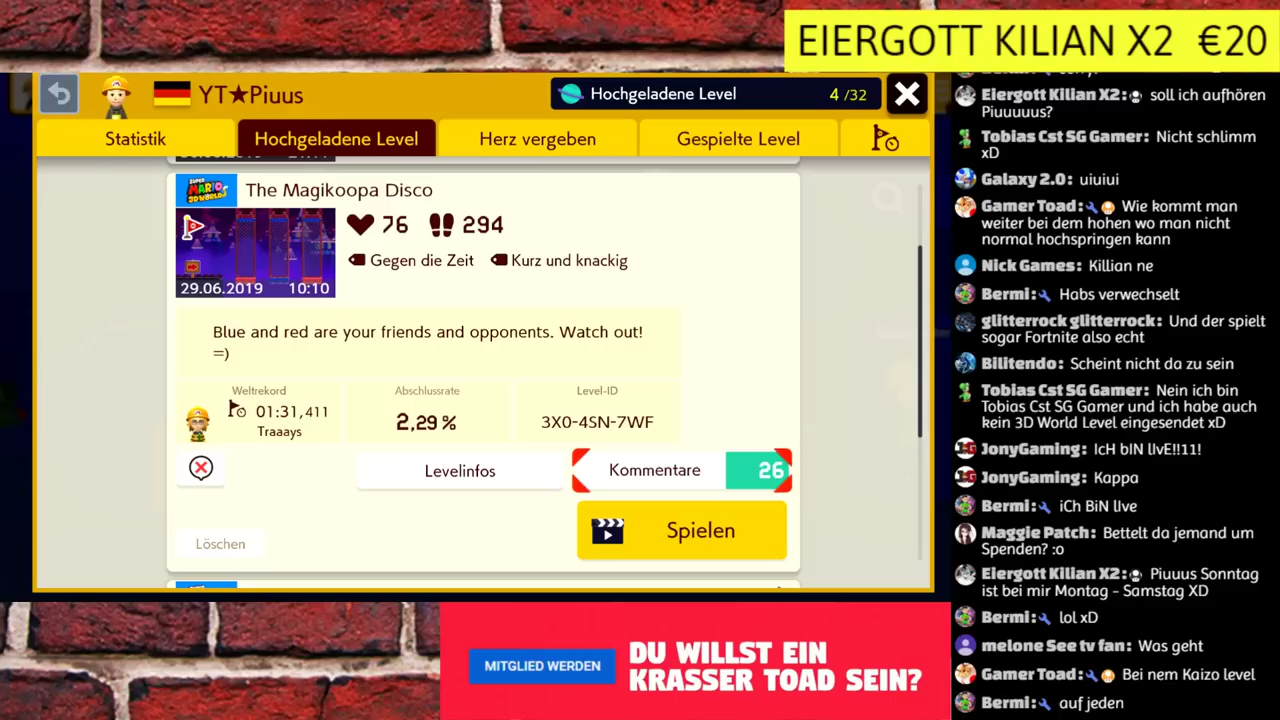 EIERGOTT KILIAN X2 €20
YT★Piuus
Hochgeladene Level
4 /32
Statistik
Hochgeladene Level
Herz vergeben
Gespielte Level
SUPER MARIO 3D WORLD
The Magikoopa Disco
76
294
Gegen die Zeit
Kurz und knackig
29.06.2019 10:10
Blue and red are your friends and opponents. Watch out!
=)
Weltrekord
01:31,411
Traaays
Abschlussrate
2,29 %
Level-ID
3X0-4SN-7WF
Levelinfos
Kommentare
26
Löschen
Spielen
MITGLIED WERDEN
DU WILLST EIN
KRASSER TOAD SEIN?
Eiergott Kilian X2: soll ich aufhören
Piuuuuus?
Tobias Cst SG Gamer: Nicht schlimm
xD
Galaxy 2.0: uiuiui
Gamer Toad: Wie kommt man
weiter bei dem hohen wo man nicht
normal hochspringen kann
Nick Games: Killian ne
Bermi: Habs verwechselt
glitterrock glitterrock: Und der spielt
sogar Fortnite also echt
Bilitendo: Scheint nicht da zu sein
Tobias Cst SG Gamer: Nein ich bin
Tobias Cst SG Gamer und ich habe auch
kein 3D World Level eingesendet xD
JonyGaming: IcH bIN lIvE!!11!
JonyGaming: Kappa
Bermi: iCh BiN lIve
Maggie Patch: Bettelt da jemand um
Spenden? :o
Eiergott Kilian X2: Piuuus Sonntag
ist bei mir Montag - Samstag XD
Bermi: lol xD
melone See tv fan: Was geht
Gamer Toad: Bei nem Kaizo level
Bermi: auf jeden